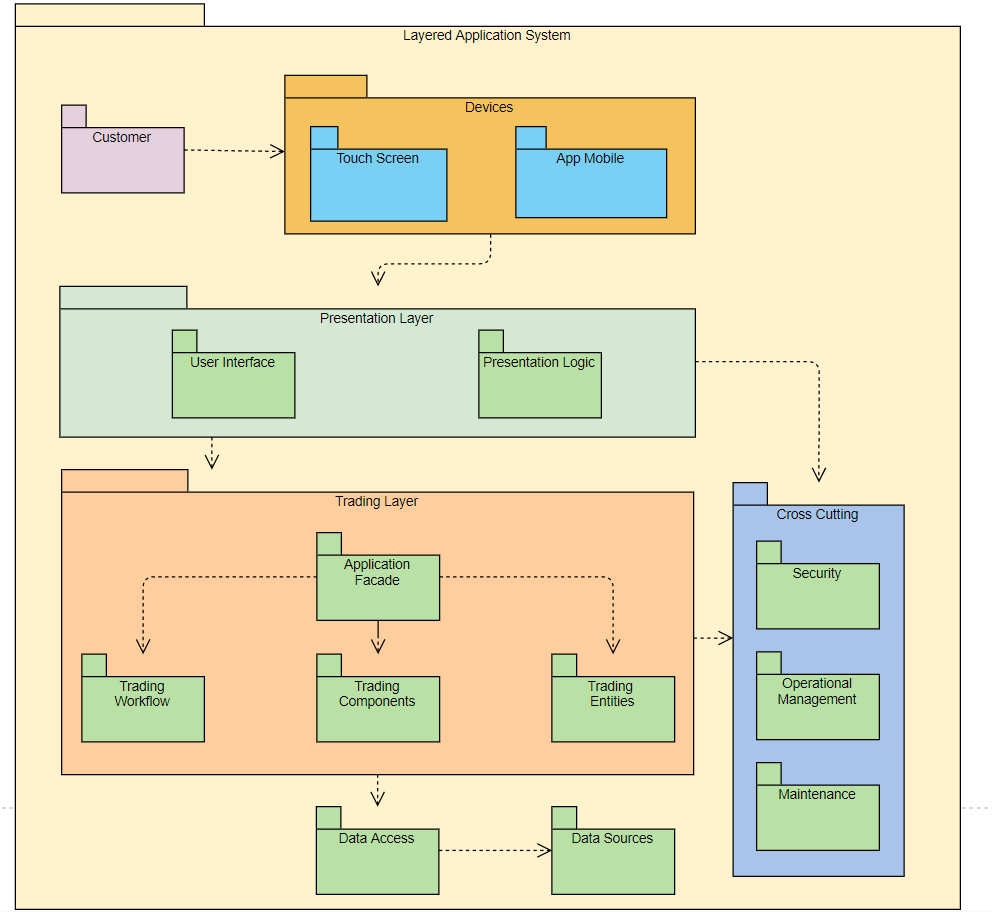 Layered Application System
Devices
Customer
Touch Screen
App Mobile
Presentation Layer
User Interface
Presentation Logic
Trading Layer
Cross Cutting
Application
Facade
Security
Trading
Workflow
Trading
Components
Trading
Entities
Operational
Management
Maintenance
Data Access
Data Sources